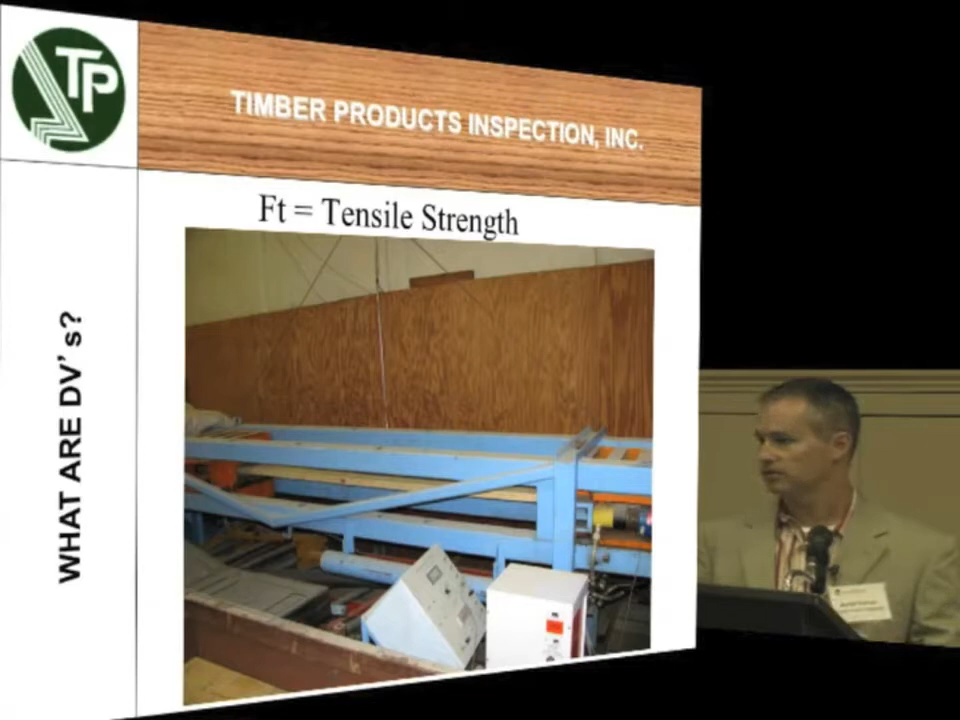 TP
TIMBER PRODUCTS INSPECTION, INC.
Ft = Tensile Strength
WHAT ARE DV's?